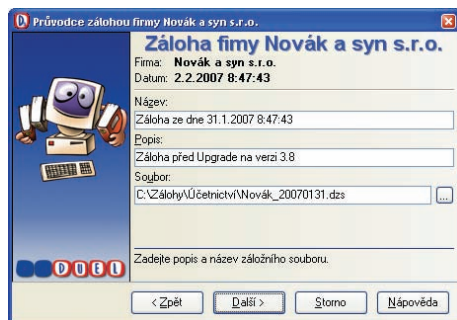 Průvodce zálohou firmy Novák a syn s.r.o.
Záloha fimy Novák a syn s.r.o.
Firma: Novák a syn s.r.o.
Datum: 2.2.2007 8:47:43
Název:
Záloha ze dne 31.1.2007 8:47:43
Popis:
Záloha před Upgrade na verzi 3.8
Soubor:
C:\Zálohy\Účetnictví\Novák_20070131.dzs
...
Zadejte popis a název záložního souboru.
DUEL
< Zpět Další > Storno Nápověda